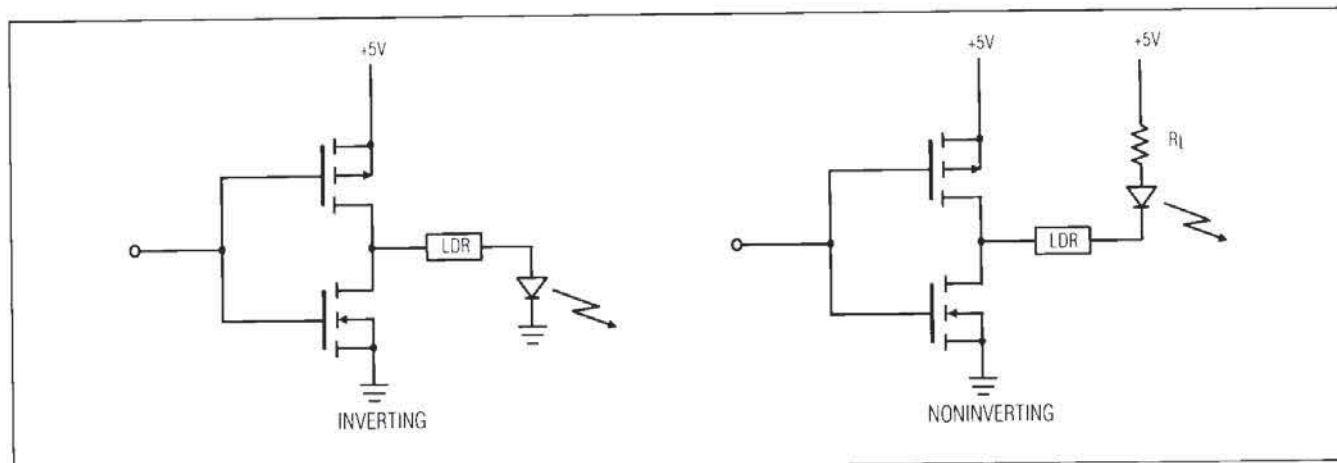 +5V
LDR
INVERTING
+5V
+5V
RL
LDR
NONINVERTING